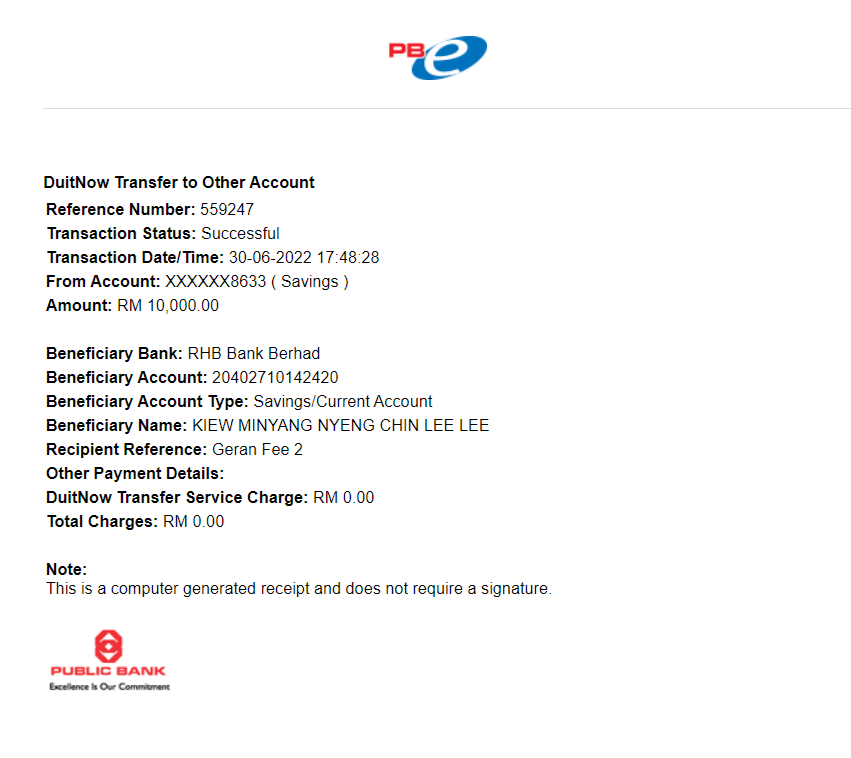 PB e
DuitNow Transfer to Other Account
Reference Number: 559247
Transaction Status: Successful
Transaction Date/Time: 30-06-2022 17:48:28
From Account: XXXXXX8633 ( Savings )
Amount: RM 10,000.00
Beneficiary Bank: RHB Bank Berhad
Beneficiary Account: 20402710142420
Beneficiary Account Type: Savings/Current Account
Beneficiary Name: KIEW MINYANG NYENG CHIN LEE LEE
Recipient Reference: Geran Fee 2
Other Payment Details:
DuitNow Transfer Service Charge: RM 0.00
Total Charges: RM 0.00
Note:
This is a computer generated receipt and does not require a signature.
PUBLIC BANK
Excellence Is Our Commitment